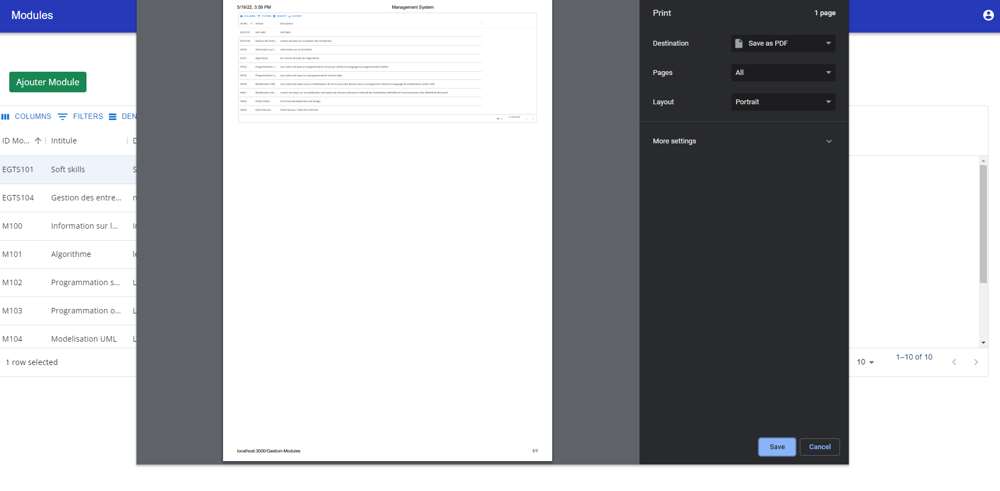 Modules
Ajouter Module
COLUMNS FILTERS DEN
ID Mo... Intitule D
EGTS101 Soft skills S
EGTS104 Gestion des entre... n
M100 Information sur l... I
M101 Algorithme le
M102 Programmation s... L
M103 Programmation o... L
M104 Modelisation UML L
1 row selected
5/19/22, 3:59 PM Management System
COLUMNS FILTERS DENSITY EXPORT
ID Mo... Intitule Description
EGTS101 Soft skills Soft Skills
EGTS104 Gestion des entre... notions de base sur la Gestion des entreprises
M100 Information sur l... Information sur la formation
M101 Algorithme les notions de base de l'Algorithme
M102 Programmation s... Les notions de base en programmation structurer utilisant la language du programmation Python
M103 Programmation o... Les notions de base sur la programmation oriente objet.
M104 Modelisation UML Les notions de bases sure la modelisation de la structure des donnes dans un programme utilisant la language de modelisation unifier UML
M201 Modelisation des ... notions de bases sur la modelisation des bases des donnes utilisant la methode de modelisation MEURISE et l'environnement SQL SERVER de Microsoft
M202 HTML/CSS/JS Front end developement and design
M203 Client-Serveur Client Serveur i hate the antichrist
10 1–10 of 10
localhost:3000/Gestion-Modules 1/1
Print 1 page
Destination Save as PDF
Pages All
Layout Portrait
More settings
Save Cancel
10 1–10 of 10